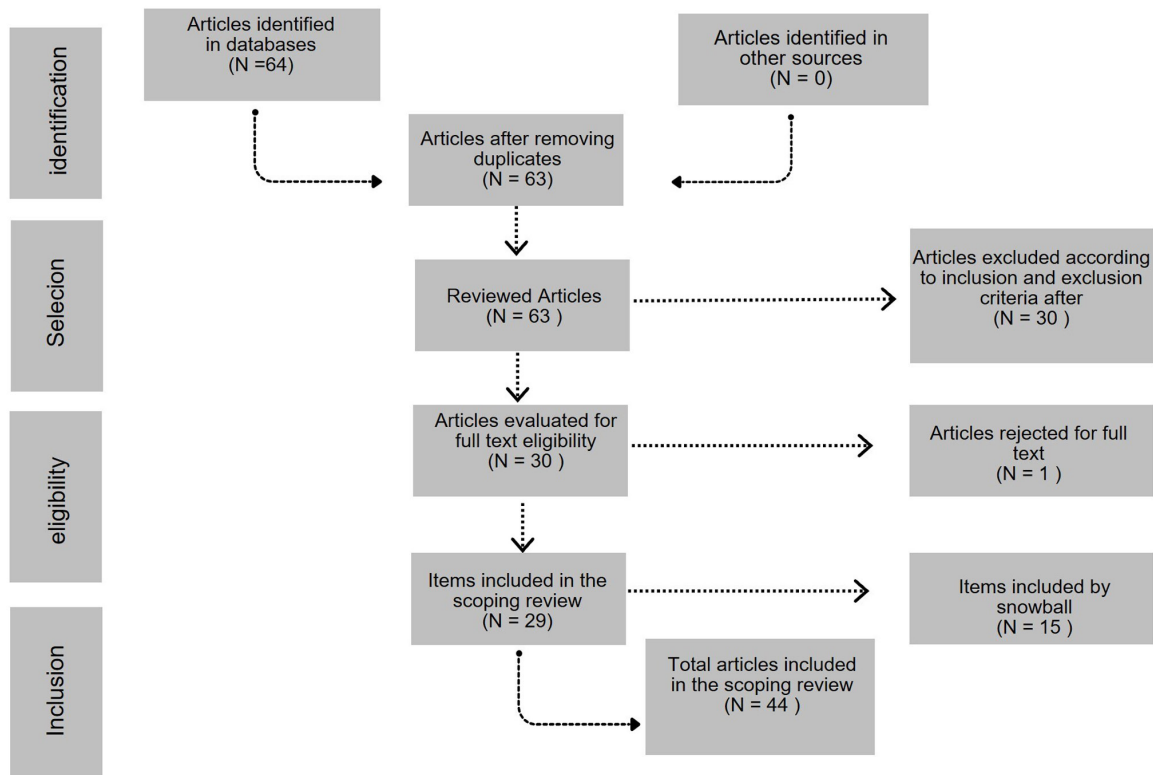 identification
Articles identified
in databases
(N =64)
Articles identified in
other sources
(N = 0)
Articles after removing
duplicates
(N = 63)
Selecion
Reviewed Articles
(N = 63 )
Articles excluded according
to inclusion and exclusion
criteria after
(N = 30 )
eligibility
Articles evaluated for
full text eligibility
(N = 30 )
Articles rejected for full
text
(N = 1 )
Items included in the
scoping review
(N = 29)
Items included by
snowball
(N = 15 )
Inclusion
Total articles included
in the scoping review
(N = 44 )